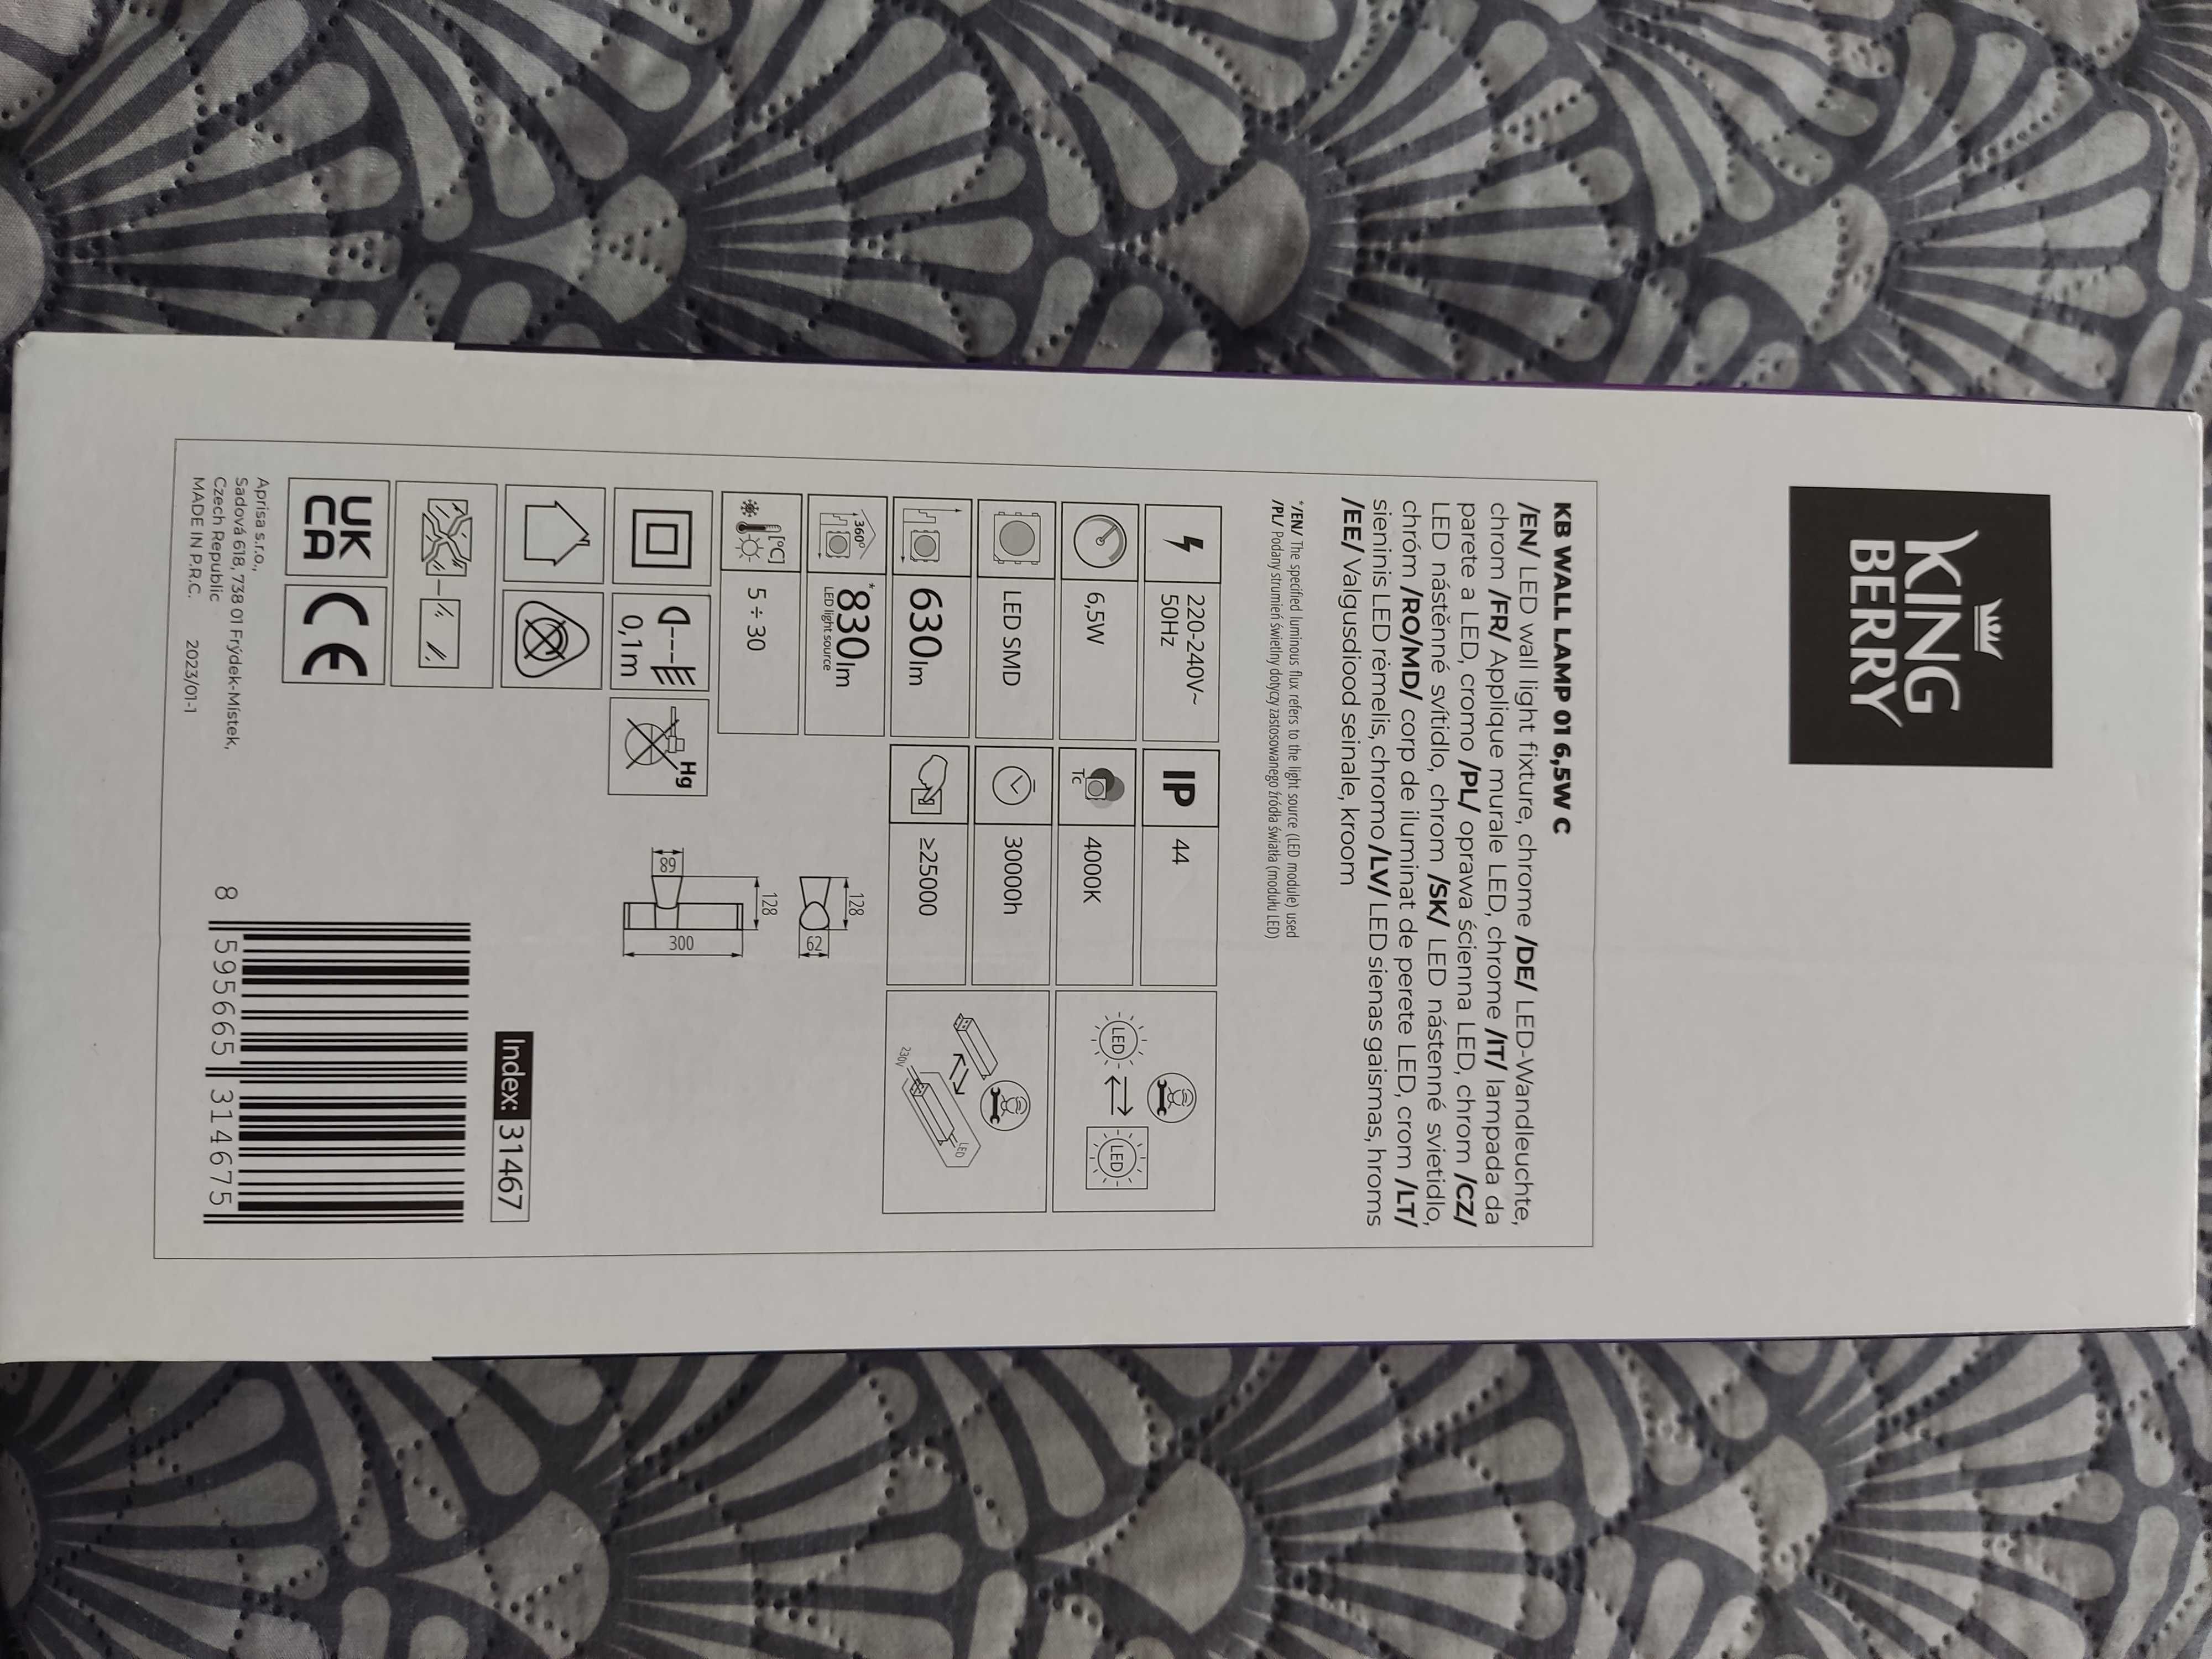 KING
BERRY
KB WALL LAMP 01 6,5W C
/EN/ LED wall light fixture, chrome /DE/ LED-Wandleuchte,
chrom /FR/ Applique murale LED, chrome /IT/ lampada da
parete a LED, cromo /PL/ oprawa ścienna LED, chrom /CZ/
LED nástěnné svítidlo, chrom /SK/ LED nástenné svietidlo,
chróm /RO/MD/ corp de iluminat de perete LED, crom /LT/
sieninis LED rėmelis, chromo /LV/ LED sienas gaismas, hroms
/EE/ Valgusdiood seinale, kroom
*/EN/ The specified luminous flux refers to the light source (LED module) used
/PL/ Podany strumień świetlny dotyczy zastosowanego źródła światła (modułu LED)
220-240V~
50Hz
IP 44
6,5W
Tc 4000K
LED LED
LED SMD
30000h
630lm
≥25000
230V LED
360° *830lm
LED light source
[°C] 5 ÷ 30
128
62
0,1m
Hg
128
89
300
Index: 31467
UK
CA CE
Aprisa s.r.o.,
Sadová 618, 738 01 Frýdek-Místek,
Czech Republic
MADE IN P.R.C. 2023/01-1
8 595665 314675